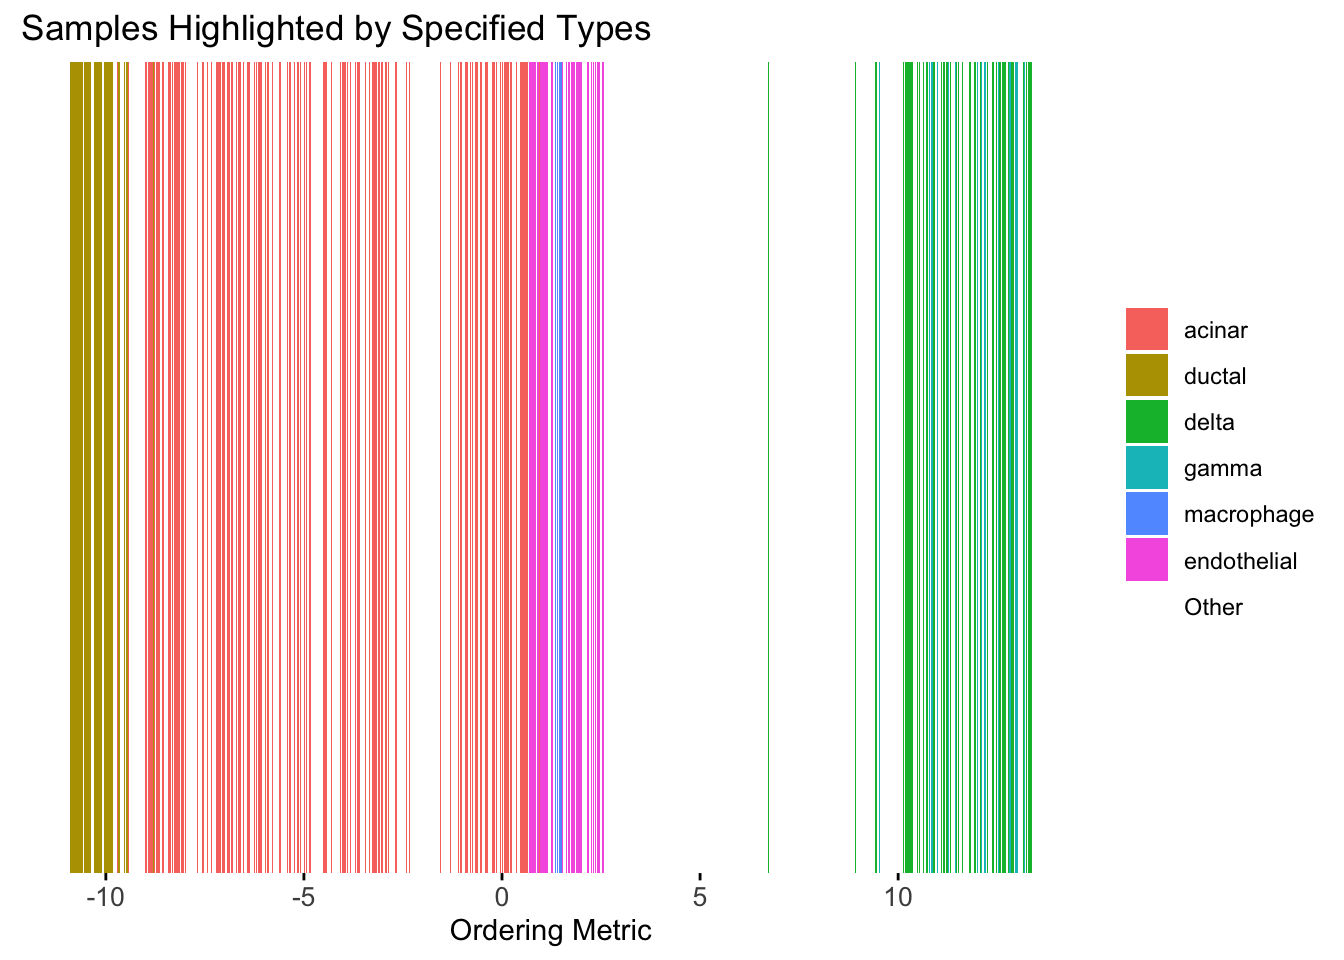 Samples Highlighted by Specified Types
acinar
ductal
delta
gamma
macrophage
endothelial
Other
-10 -5 0 5 10
Ordering Metric